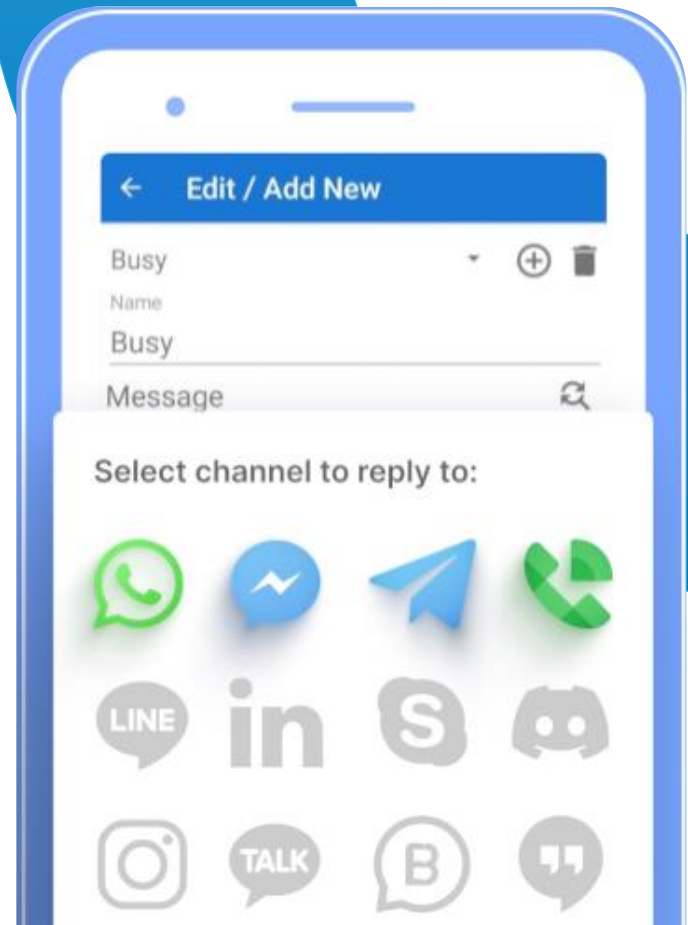 Edit / Add New
Busy
Name
Busy
Message
Select channel to reply to:
LINE
in
S
TALK
B